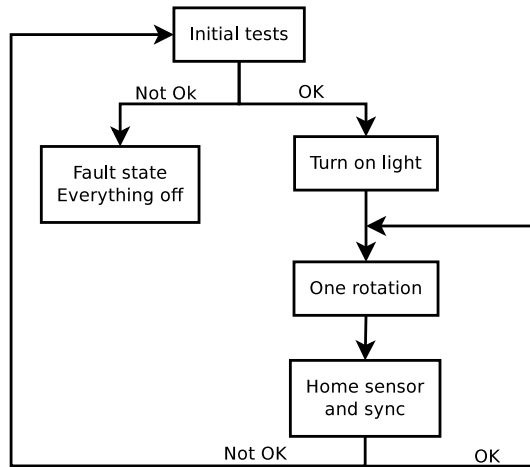 Initial tests
Not Ok
OK
Fault state
Everything off
Turn on light
One rotation
Home sensor
and sync
Not OK
OK